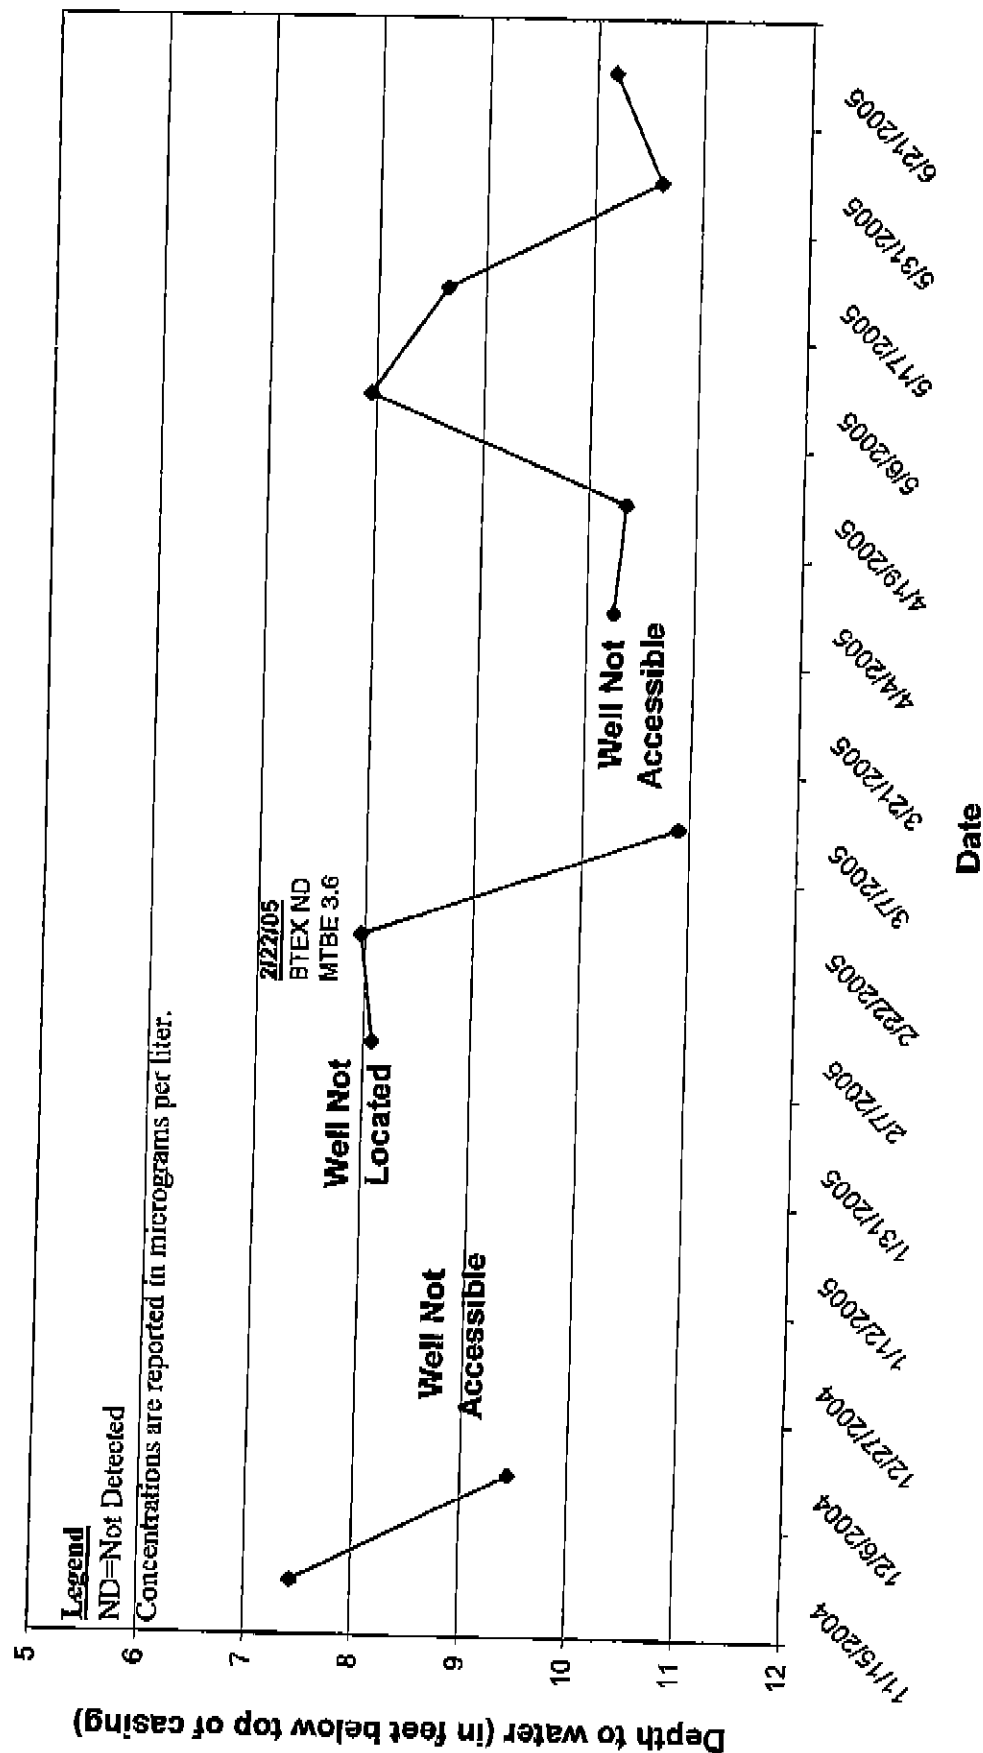 Legend
ND=Not Detected
Concentrations are reported in micrograms per liter.
2/22/05
BTEX ND
MTBE 3.6
Well Not
Accessible
Well Not
Located
Well Not
Accessible
Depth to water (in feet below top of casing)
5
6
7
8
9
10
11
12
11/15/2004
12/6/2004
12/27/2004
1/12/2005
1/31/2005
2/7/2005
2/22/2005
3/7/2005
3/21/2005
4/4/2005
4/19/2005
5/6/2005
5/17/2005
5/31/2005
6/21/2005
Date